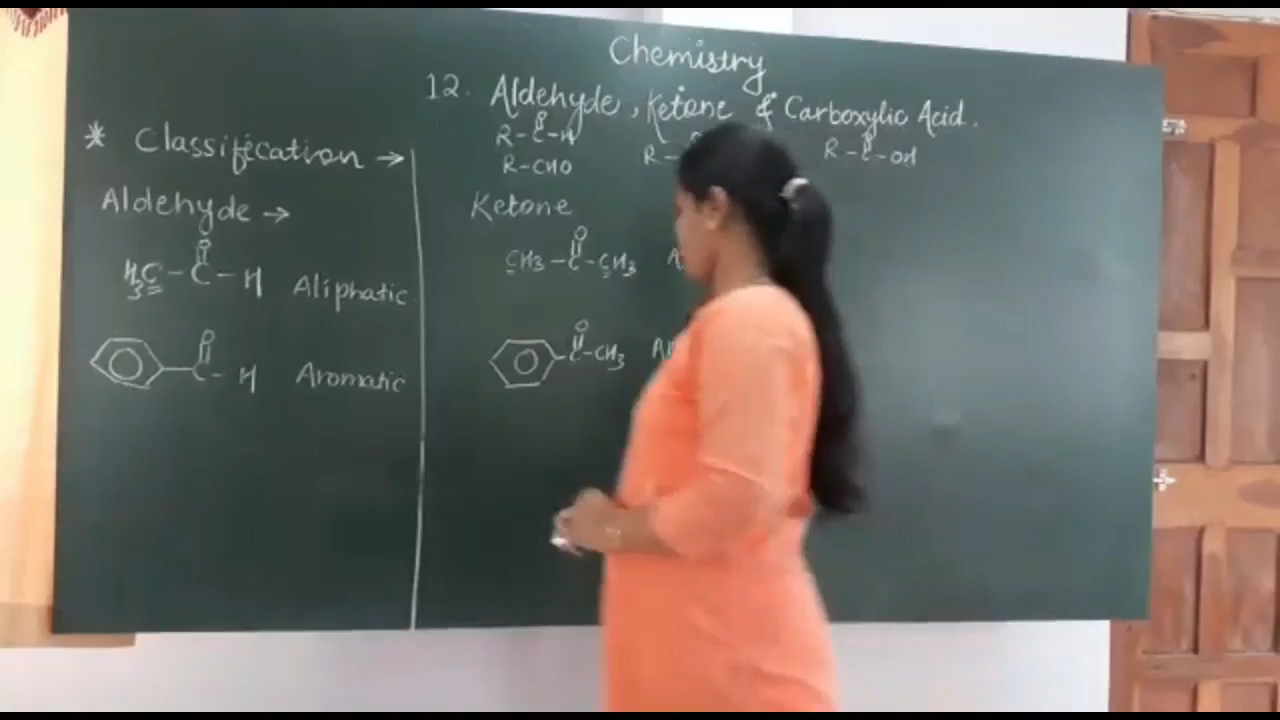 Chemistry
12. Aldehyde, Ketone & Carboxylic Acid.
R-C-H
O
R-CHO
R-
O
R-C-OH
* Classification →
Aldehyde →
O
H3C-C-H Aliphatic
O
C-H Aromatic
Ketone
O
CH3-C-CH3
O
C-CH3